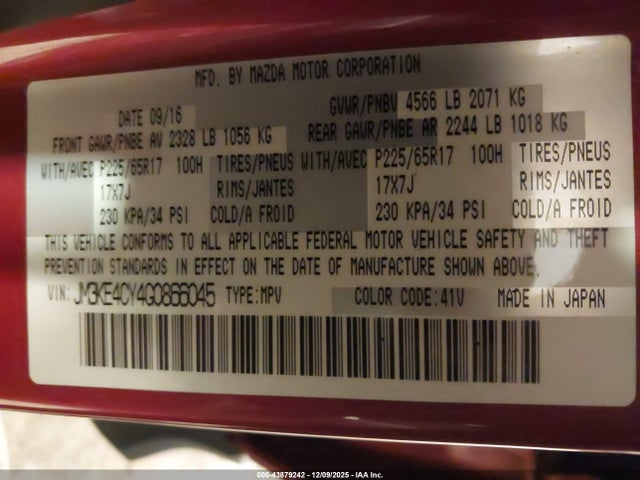 MFD. BY MAZDA MOTOR CORPORATION
DATE 09/16 GVWR/PNBV 4566 LB 2071 KG
FRONT GAWR/PNBE AV 2328 LB 1056 KG REAR GAWR/PNBE AR 2244 LB 1018 KG
WITH/AVEC P225/65R17 100H TIRES/PNEUS WITH/AVEC P225/65R17 100H TIRES/PNEUS
17X7J RIMS/JANTES 17X7J RIMS/JANTES
230 KPA/34 PSI COLD/A FROID 230 KPA/34 PSI COLD/A FROID
THIS VEHICLE CONFORMS TO ALL APPLICABLE FEDERAL MOTOR VEHICLE SAFETY AND THEFT
PREVENTION STANDARDS IN EFFECT ON THE DATE OF MANUFACTURE SHOWN ABOVE.
VIN: JM3KE4CY4G0866045 TYPE:MPV COLOR CODE:41V MADE IN JAPAN
000-43879242 - 12/09/2025 - IAA Inc.